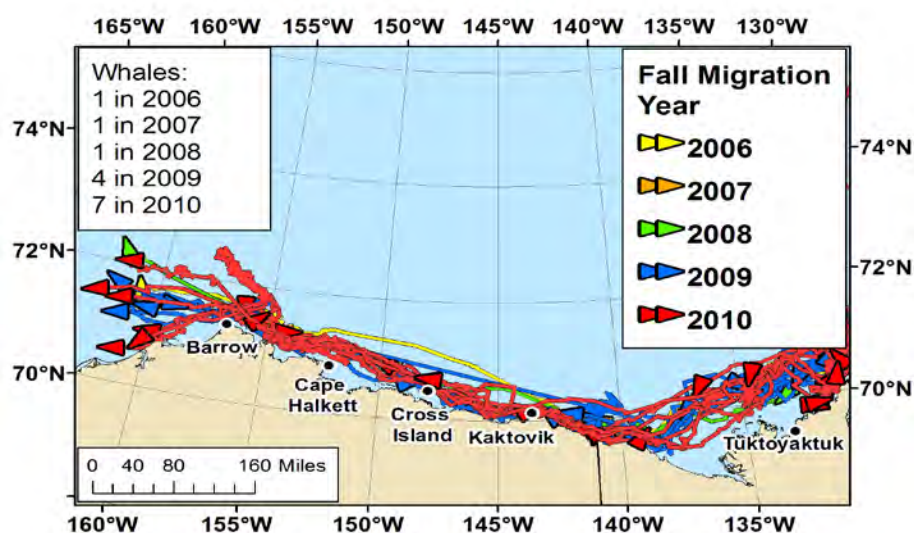 165°W 160°W 155°W 150°W 145°W 140°W 145°W 130°W
Whales:
1 in 2006
1 in 2007
1 in 2008
4 in 2009
7 in 2010
Fall Migration
Year
2006
2007
2008
2009
2010
74°N
74°N
72°N
72°N
70°N
70°N
Barrow
Cape
Halkett
Cross
Island
Kaktovik
Tuktoyaktuk
0 40 80 160 Miles
160°W 155°W 150°W 145°W 140°W 135°W